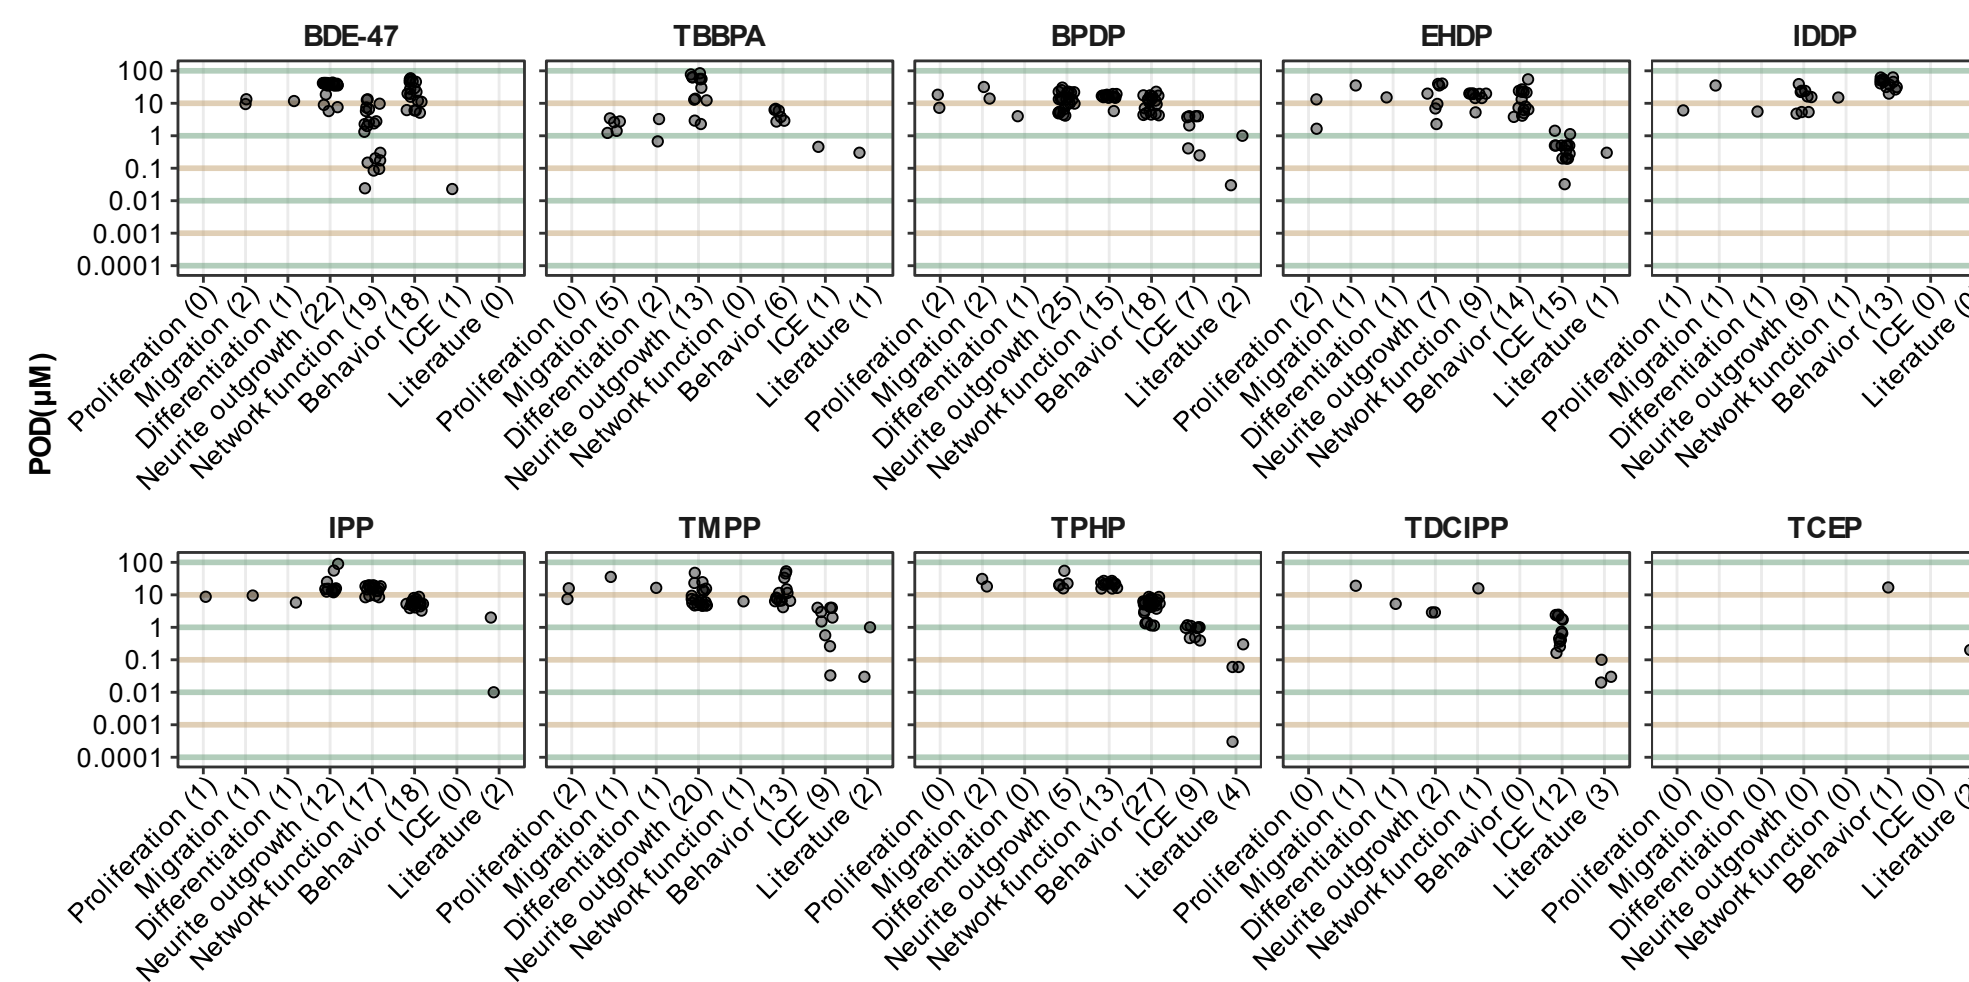 BDE-47 TBBPA BPDP EHDP IDDP
100
10
1
0.1
0.01
0.001
0.0001
Proliferation (0)
Migration (2)
Differentiation (1)
Neurite outgrowth (22)
Network function (19)
Behavior (18)
ICE (1)
Literature (0)
Proliferation (0)
Migration (5)
Differentiation (2)
Neurite outgrowth (13)
Network function (0)
Behavior (6)
ICE (1)
Literature (1)
Proliferation (2)
Migration (2)
Differentiation (1)
Neurite outgrowth (25)
Network function (15)
Behavior (18)
ICE (7)
Literature (2)
Proliferation (2)
Migration (1)
Differentiation (1)
Neurite outgrowth (7)
Network function (9)
Behavior (14)
ICE (15)
Literature (1)
Proliferation (1)
Migration (1)
Differentiation (1)
Neurite outgrowth (9)
Network function (1)
Behavior (13)
ICE (0)
Literature
POD(μM)
IPP TMPP TPHP TDCIPP TCEP
100
10
1
0.1
0.01
0.001
0.0001
Proliferation (1)
Migration (1)
Differentiation (1)
Neurite outgrowth (12)
Network function (17)
Behavior (18)
ICE (0)
Literature (2)
Proliferation (2)
Migration (1)
Differentiation (1)
Neurite outgrowth (20)
Network function (1)
Behavior (13)
ICE (9)
Literature (2)
Proliferation (0)
Migration (2)
Differentiation (0)
Neurite outgrowth (5)
Network function (13)
Behavior (27)
ICE (9)
Literature (4)
Proliferation (0)
Migration (1)
Differentiation (1)
Neurite outgrowth (2)
Network function (1)
Behavior (0)
ICE (12)
Literature (3)
Proliferation (0)
Migration (0)
Differentiation (0)
Neurite outgrowth (0)
Network function (0)
Behavior (1)
ICE (0)
Literature